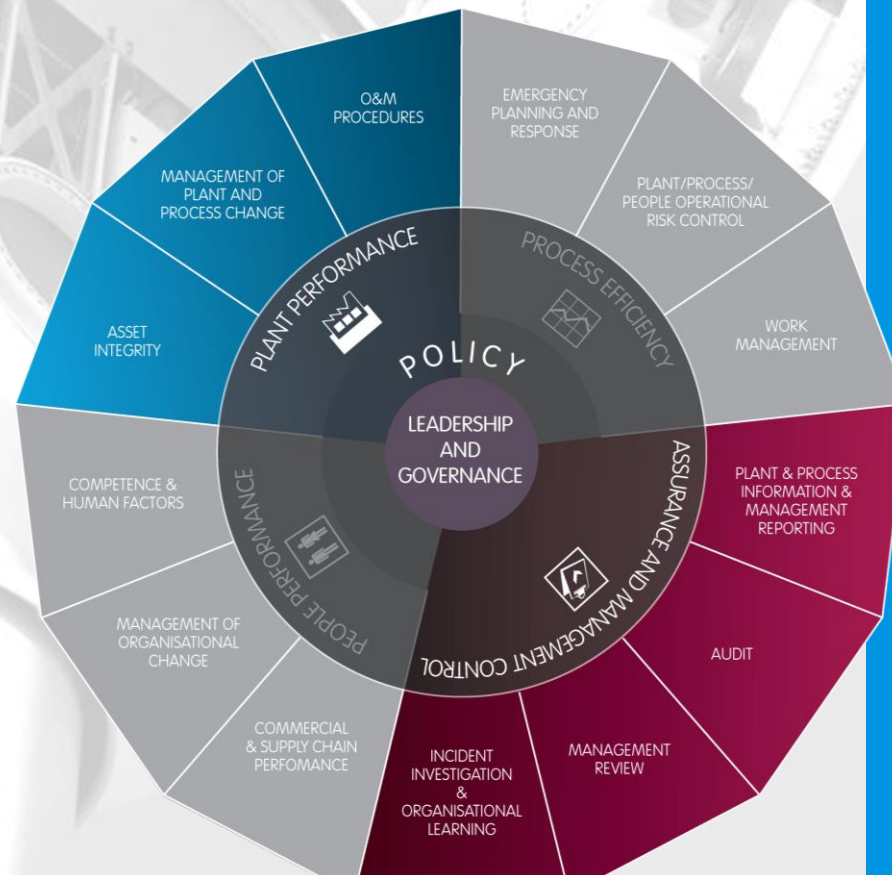 O&M
PROCEDURES
EMERGENCY
PLANNING AND
RESPONSE
MANAGEMENT OF
PLANT AND
PROCESS CHANGE
PLANT/PROCESS/
PEOPLE OPERATIONAL
RISK CONTROL
ASSET
INTEGRITY
WORK
MANAGEMENT
PLANT PERFORMANCE
PROCESS EFFICIENCY
POLICY
LEADERSHIP
AND
GOVERNANCE
PEOPLE PERFORMANCE
ASSURANCE AND MANAGEMENT CONTROL
COMPETENCE &
HUMAN FACTORS
PLANT & PROCESS
INFORMATION &
MANAGEMENT
REPORTING
MANAGEMENT OF
ORGANISATIONAL
CHANGE
AUDIT
COMMERCIAL
& SUPPLY CHAIN
PERFOMANCE
INCIDENT
INVESTIGATION
&
ORGANISATIONAL
LEARNING
MANAGEMENT
REVIEW